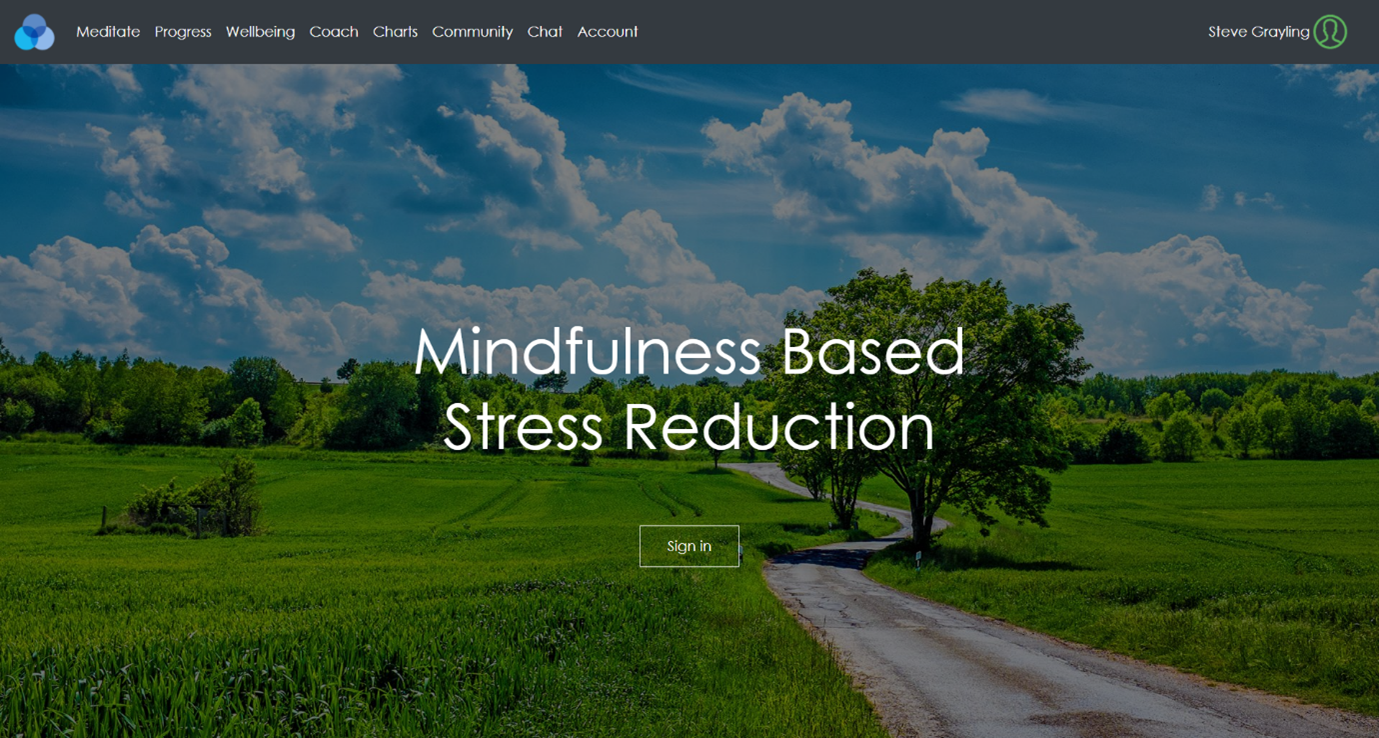 Meditate Progress Wellbeing Coach Charts Community Chat Account Steve Grayling
Mindfulness Based
Stress Reduction
Sign in